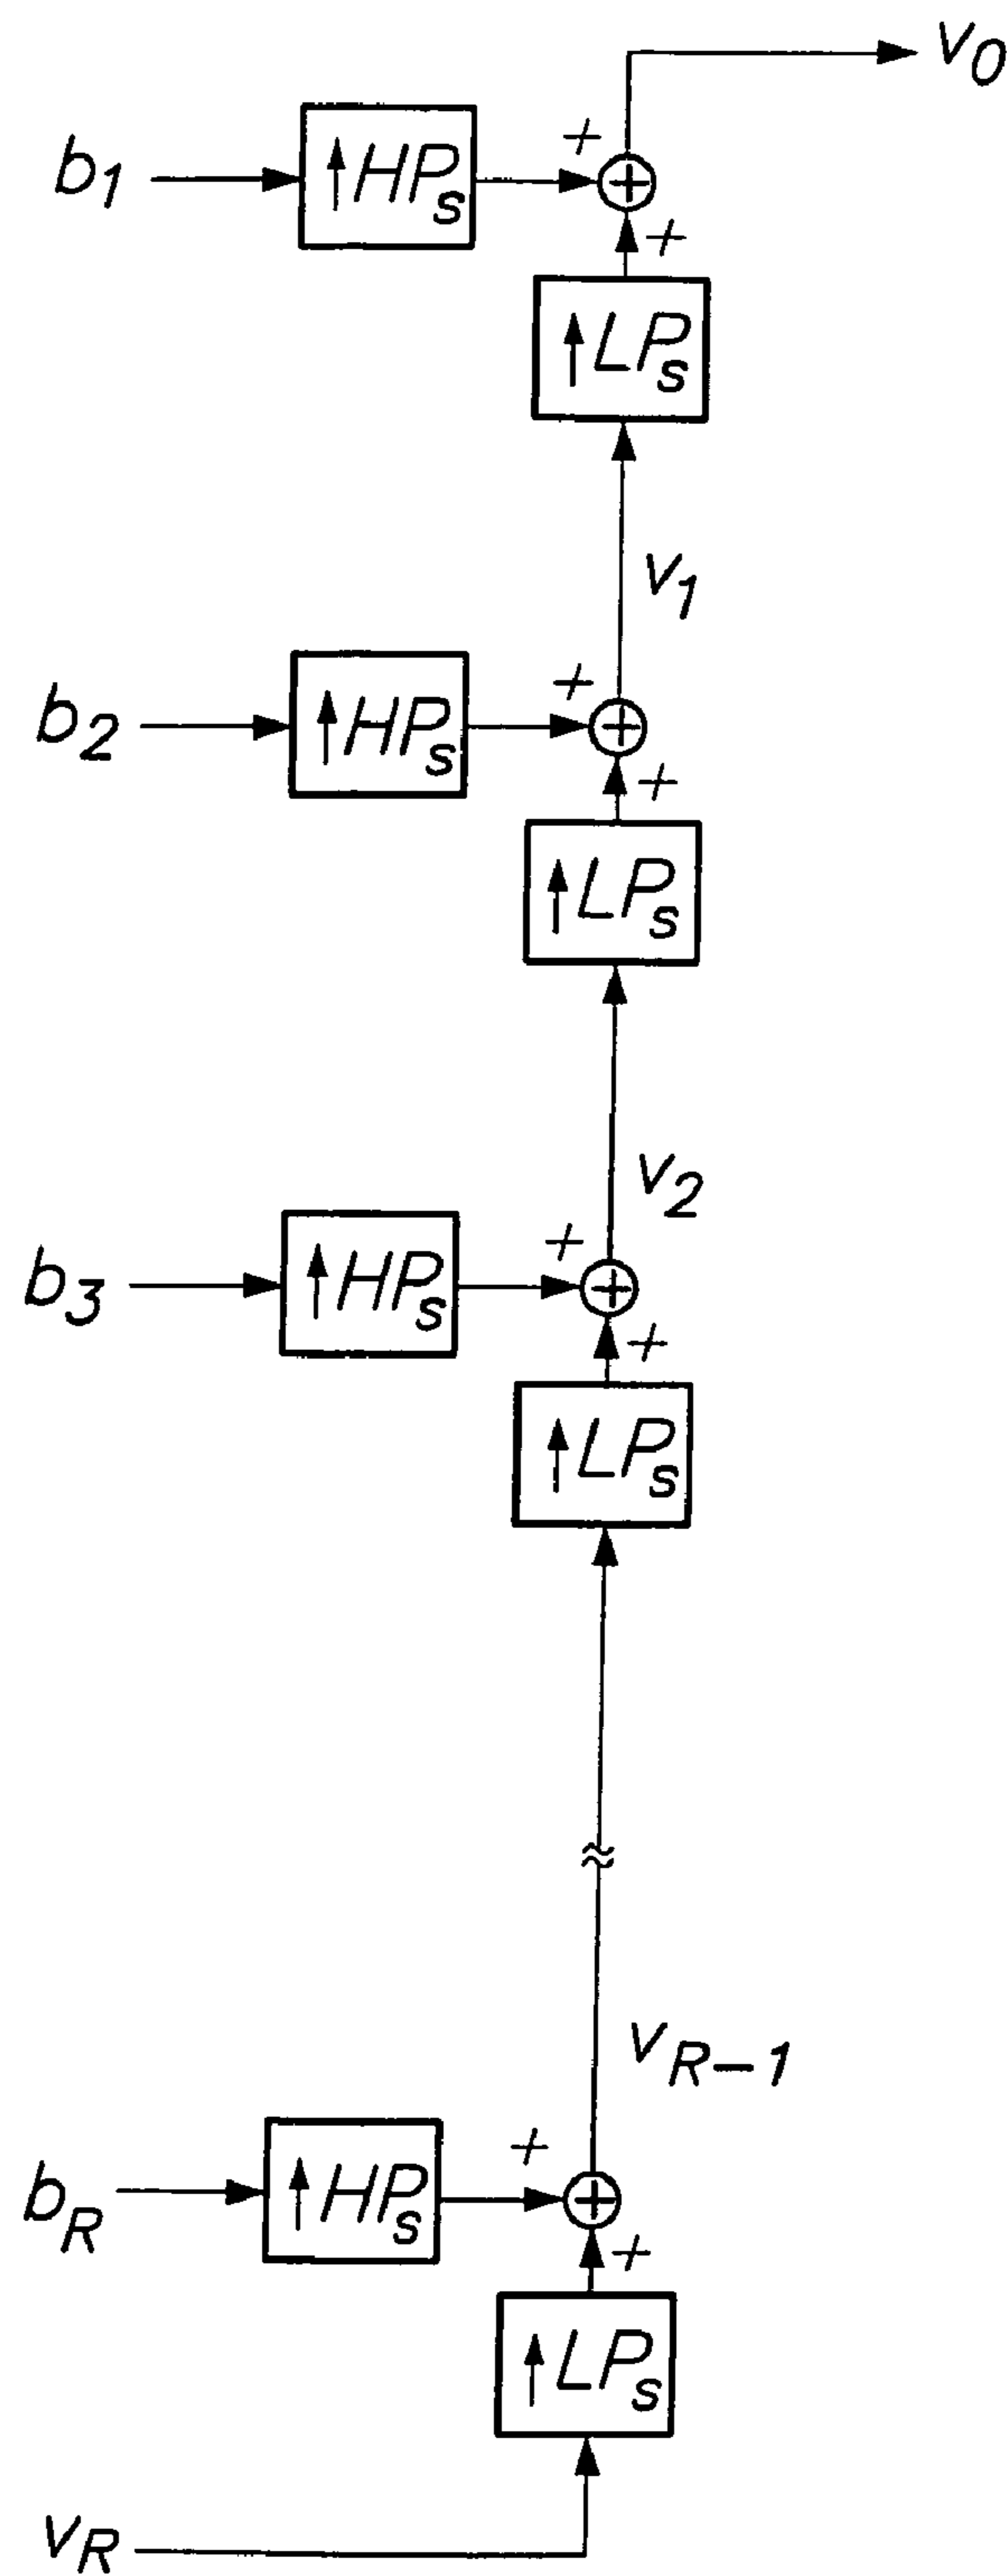 v0
+
b1 ↑HPs +
+
↑LPs
v1
+
b2 ↑HPs +
+
↑LPs
v2
+
b3 ↑HPs +
+
↑LPs
vR−1
+
bR ↑HPs +
+
↑LPs
vR